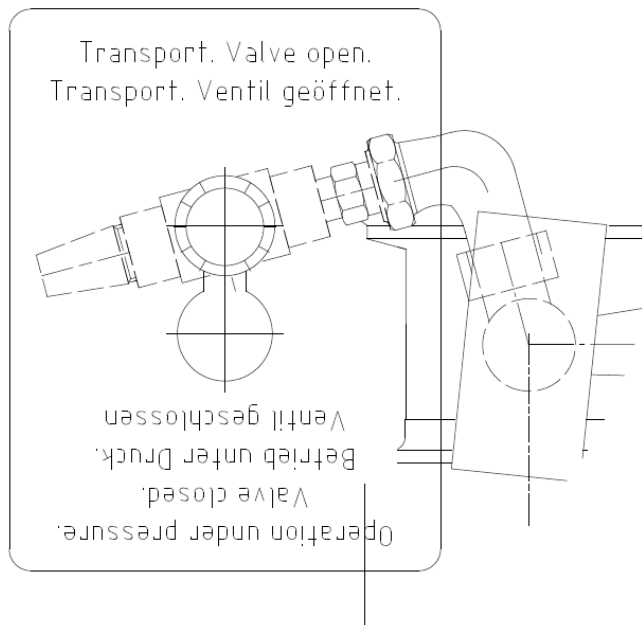 Transport. Valve open.
Transport. Ventil geöffnet.
Operation under pressure.
Valve closed.
Betrieb unter Druck.
Ventil geschlossen